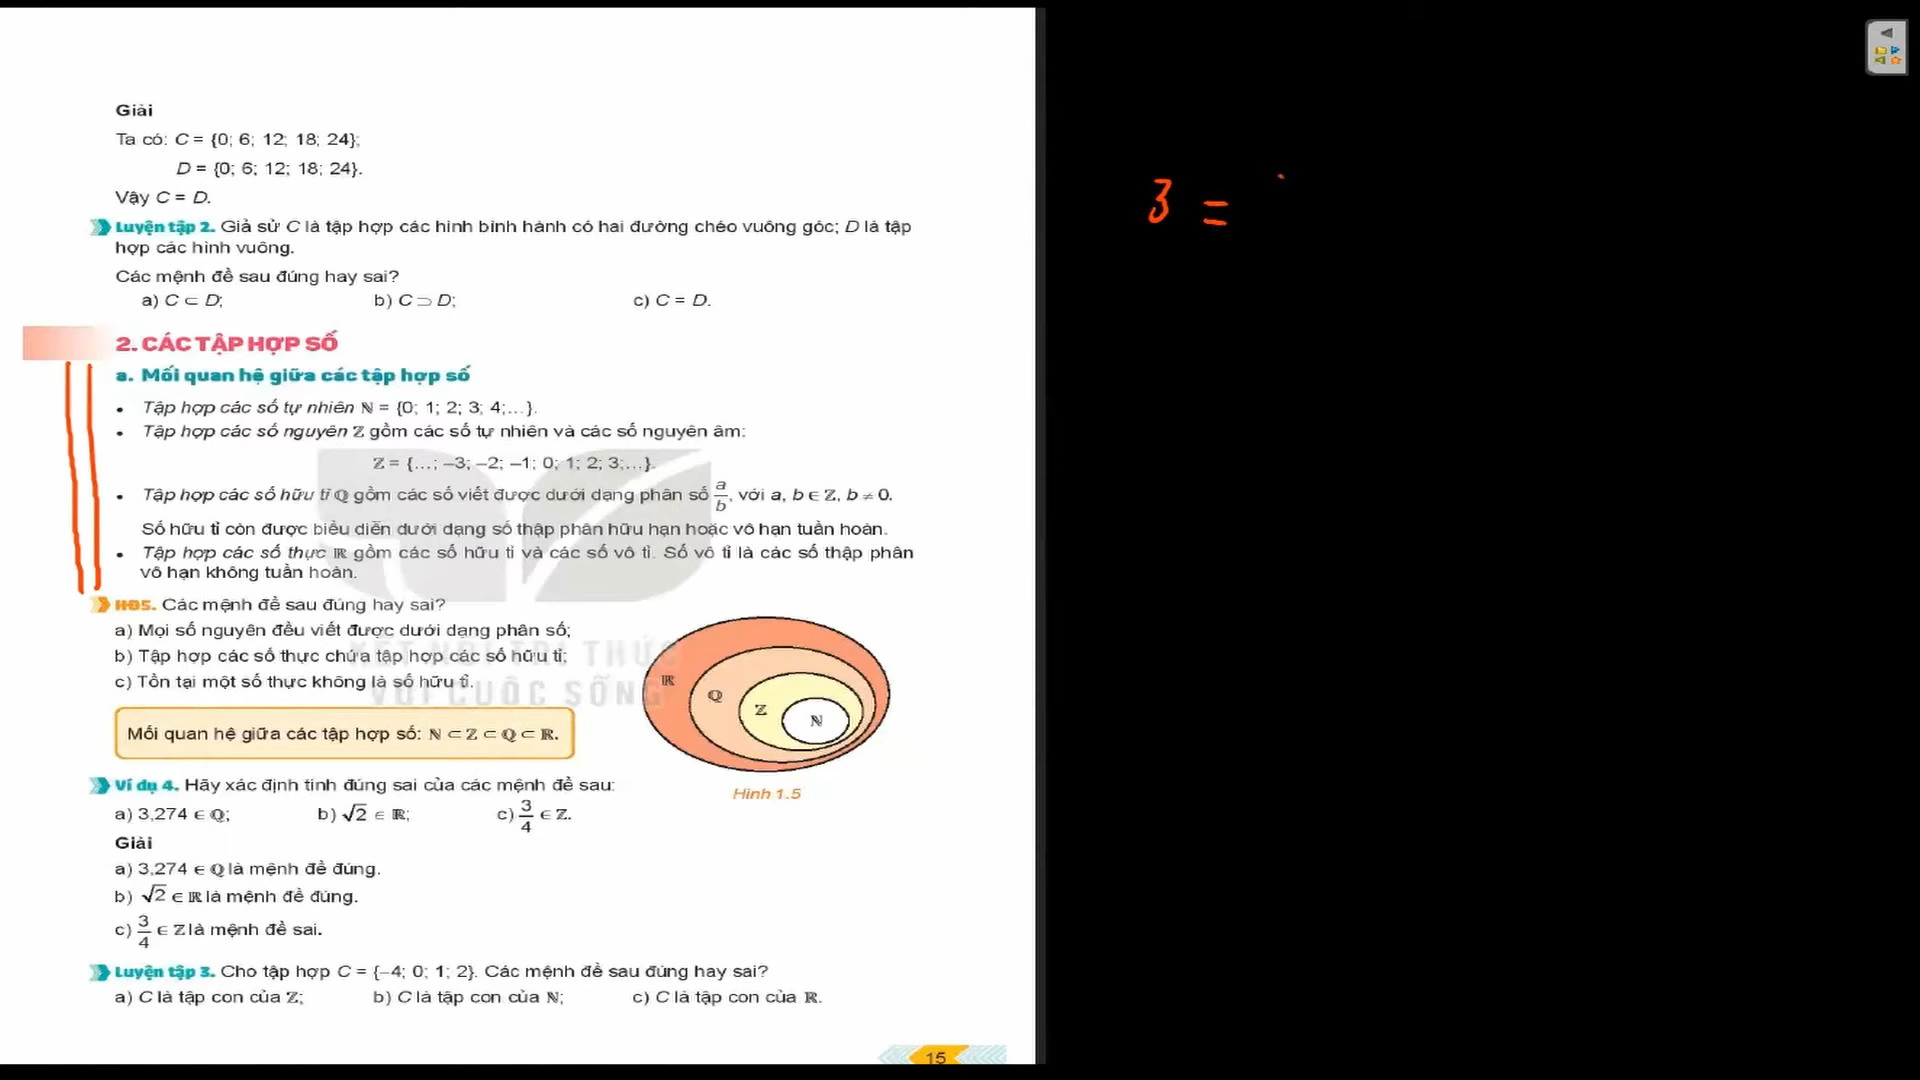 Giải
Ta có: C = {0; 6; 12; 18; 24};
D = {0; 6; 12; 18; 24}.
Vậy C = D.
Luyện tập 2. Giả sử C là tập hợp các hình bình hành có hai đường chéo vuông góc; D là tập
hợp các hình vuông.
Các mệnh đề sau đúng hay sai?
a) C ⊂ D; b) C ⊃ D; c) C = D.
2. CÁC TẬP HỢP SỐ
a. Mối quan hệ giữa các tập hợp số
• Tập hợp các số tự nhiên ℕ = {0; 1; 2; 3; 4;...}.
• Tập hợp các số nguyên ℤ gồm các số tự nhiên và các số nguyên âm:
ℤ = {...; –3; –2; –1; 0; 1; 2; 3;...}.
• Tập hợp các số hữu tỉ ℚ gồm các số viết được dưới dạng phân số a/b, với a, b ∈ ℤ, b ≠ 0.
Số hữu tỉ còn được biểu diễn dưới dạng số thập phân hữu hạn hoặc vô hạn tuần hoàn.
• Tập hợp các số thực ℝ gồm các số hữu tỉ và các số vô tỉ. Số vô tỉ là các số thập phân
vô hạn không tuần hoàn.
HĐ5. Các mệnh đề sau đúng hay sai?
a) Mọi số nguyên đều viết được dưới dạng phân số;
b) Tập hợp các số thực chứa tập hợp các số hữu tỉ;
c) Tồn tại một số thực không là số hữu tỉ.
KẾT NỐI TRI THỨC
VỚI CUỘC SỐNG
Mối quan hệ giữa các tập hợp số: ℕ ⊂ ℤ ⊂ ℚ ⊂ ℝ.
ℝ ℚ ℤ ℕ
Hình 1.5
Ví dụ 4. Hãy xác định tính đúng sai của các mệnh đề sau:
a) 3,274 ∈ ℚ; b) √2 ∈ ℝ; c) 3/4 ∈ ℤ.
Giải
a) 3,274 ∈ ℚ là mệnh đề đúng.
b) √2 ∈ ℝ là mệnh đề đúng.
c) 3/4 ∈ ℤ là mệnh đề sai.
Luyện tập 3. Cho tập hợp C = {–4; 0; 1; 2}. Các mệnh đề sau đúng hay sai?
a) C là tập con của ℤ; b) C là tập con của ℕ; c) C là tập con của ℝ.
15
3 =